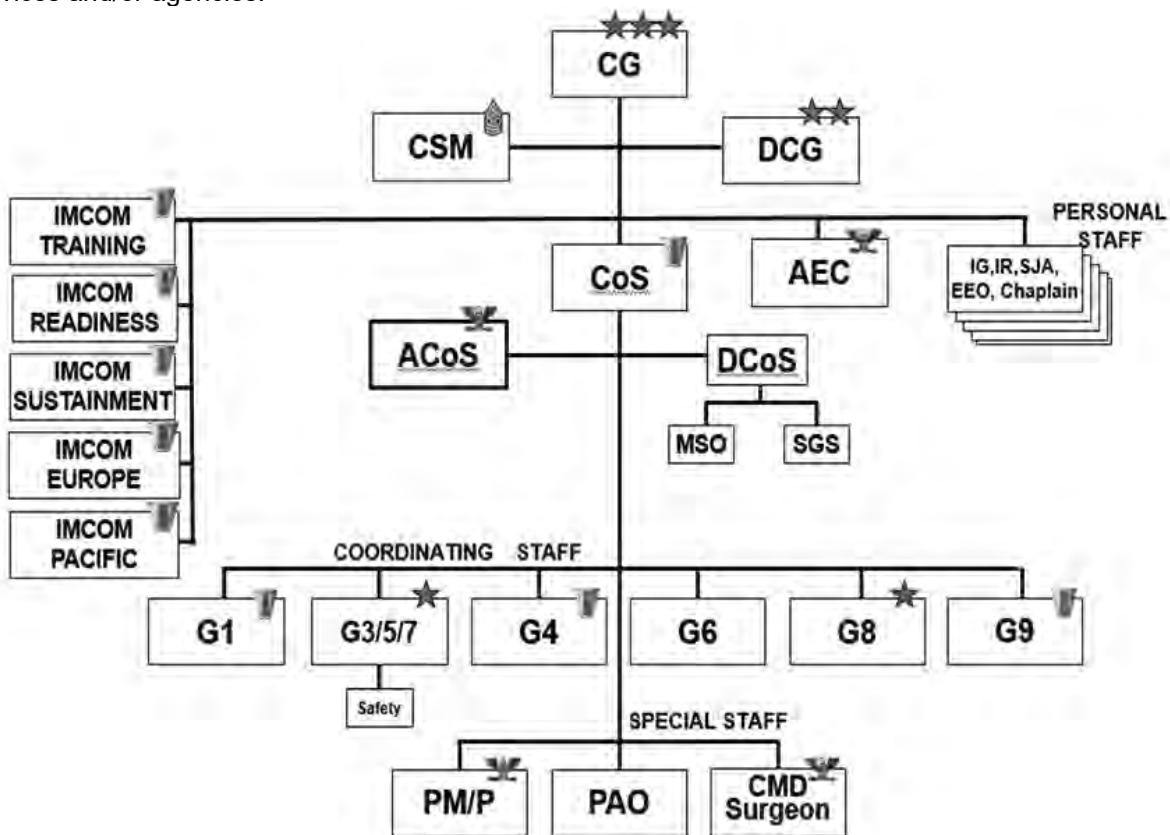 CG
CSM
DCG
IMCOM
TRAINING
IMCOM
READINESS
IMCOM
SUSTAINMENT
IMCOM
EUROPE
IMCOM
PACIFIC
CoS
AEC
PERSONAL
STAFF
IG,IR,SJA,
EEO, Chaplain
ACoS
DCoS
MSO
SGS
COORDINATING STAFF
G1
G3/5/7
G4
G6
G8
G9
Safety
SPECIAL STAFF
PM/P
PAO
CMD
Surgeon